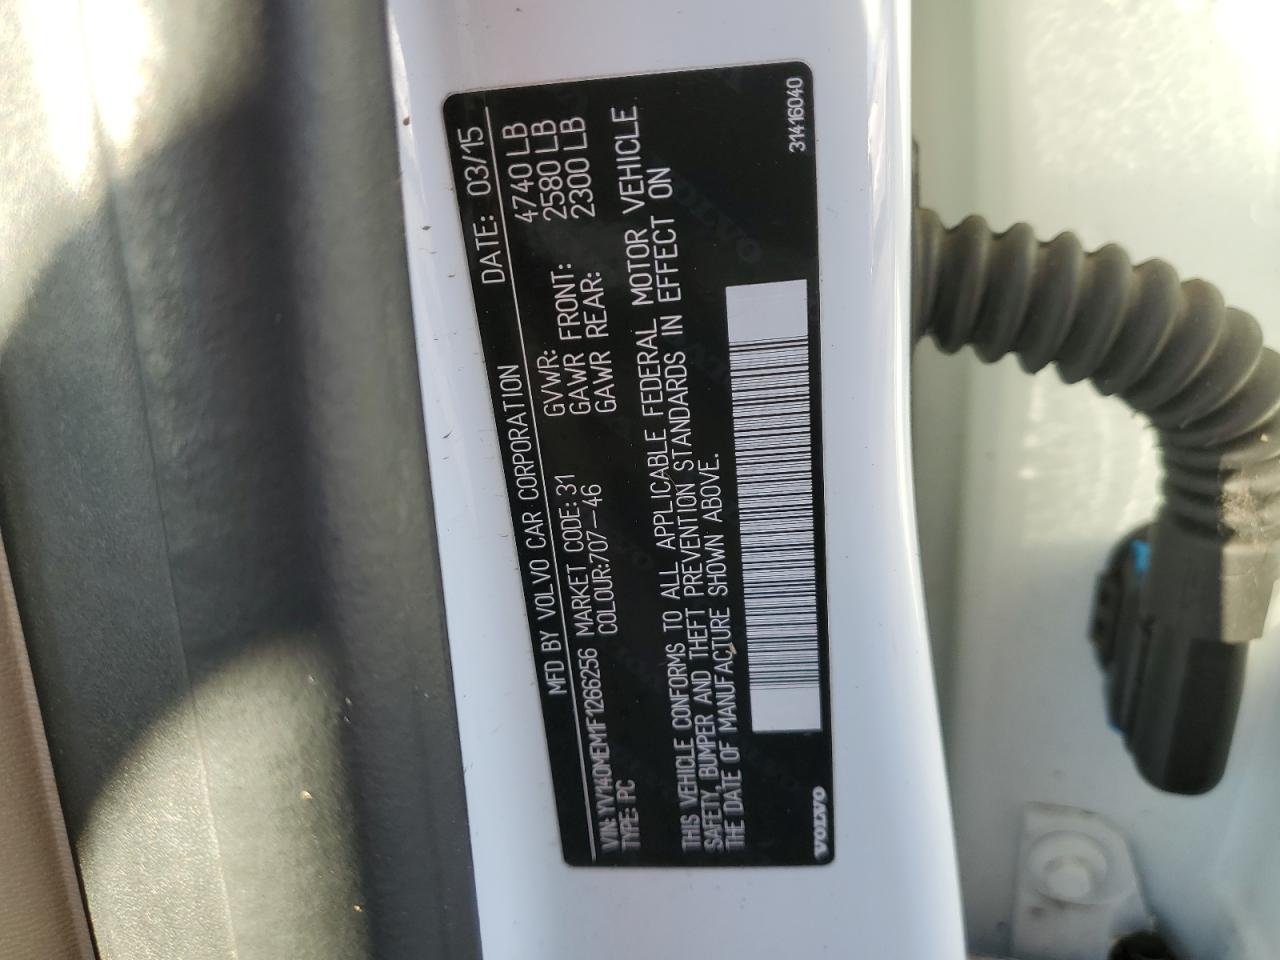 MFD BY VOLVO CAR CORPORATION DATE: 03/15
VIN: YV140MEM1F1266256 MARKET CODE: 31 GVWR: 4740 LB
TYPE: PC COLOUR: 707-46 GAWR FRONT: 2580 LB
GAWR REAR: 2300 LB
THIS VEHICLE CONFORMS TO ALL APPLICABLE FEDERAL MOTOR VEHICLE
SAFETY, BUMPER AND THEFT PREVENTION STANDARDS IN EFFECT ON
THE DATE OF MANUFACTURE SHOWN ABOVE.
VOLVO 31416040